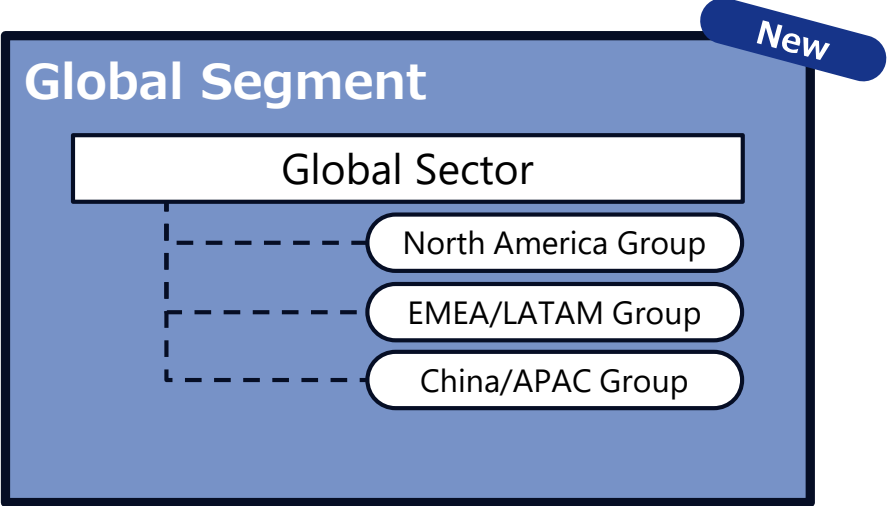 New
Global Segment
Global Sector
North America Group
EMEA/LATAM Group
China/APAC Group